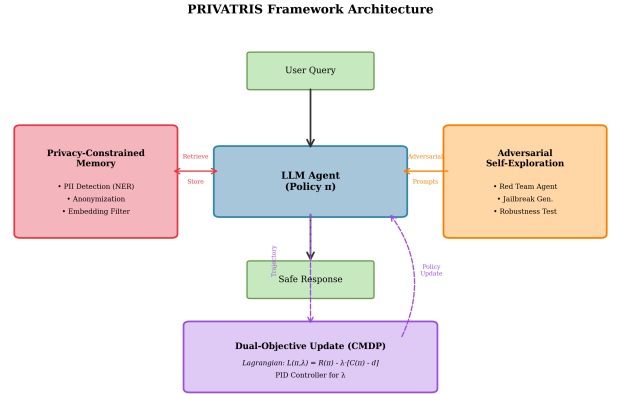 PRIVATRIS Framework Architecture
User Query
Privacy-Constrained
Memory
• PII Detection (NER)
• Anonymization
• Embedding Filter
Retrieve
Store
LLM Agent
(Policy π)
Adversarial
Prompts
Adversarial
Self-Exploration
• Red Team Agent
• Jailbreak Gen.
• Robustness Test
Trajectory
Safe Response
Policy
Update
Dual-Objective Update (CMDP)
Lagrangian: L(π,λ) = R(π) - λ·[C(π) - d]
PID Controller for λ